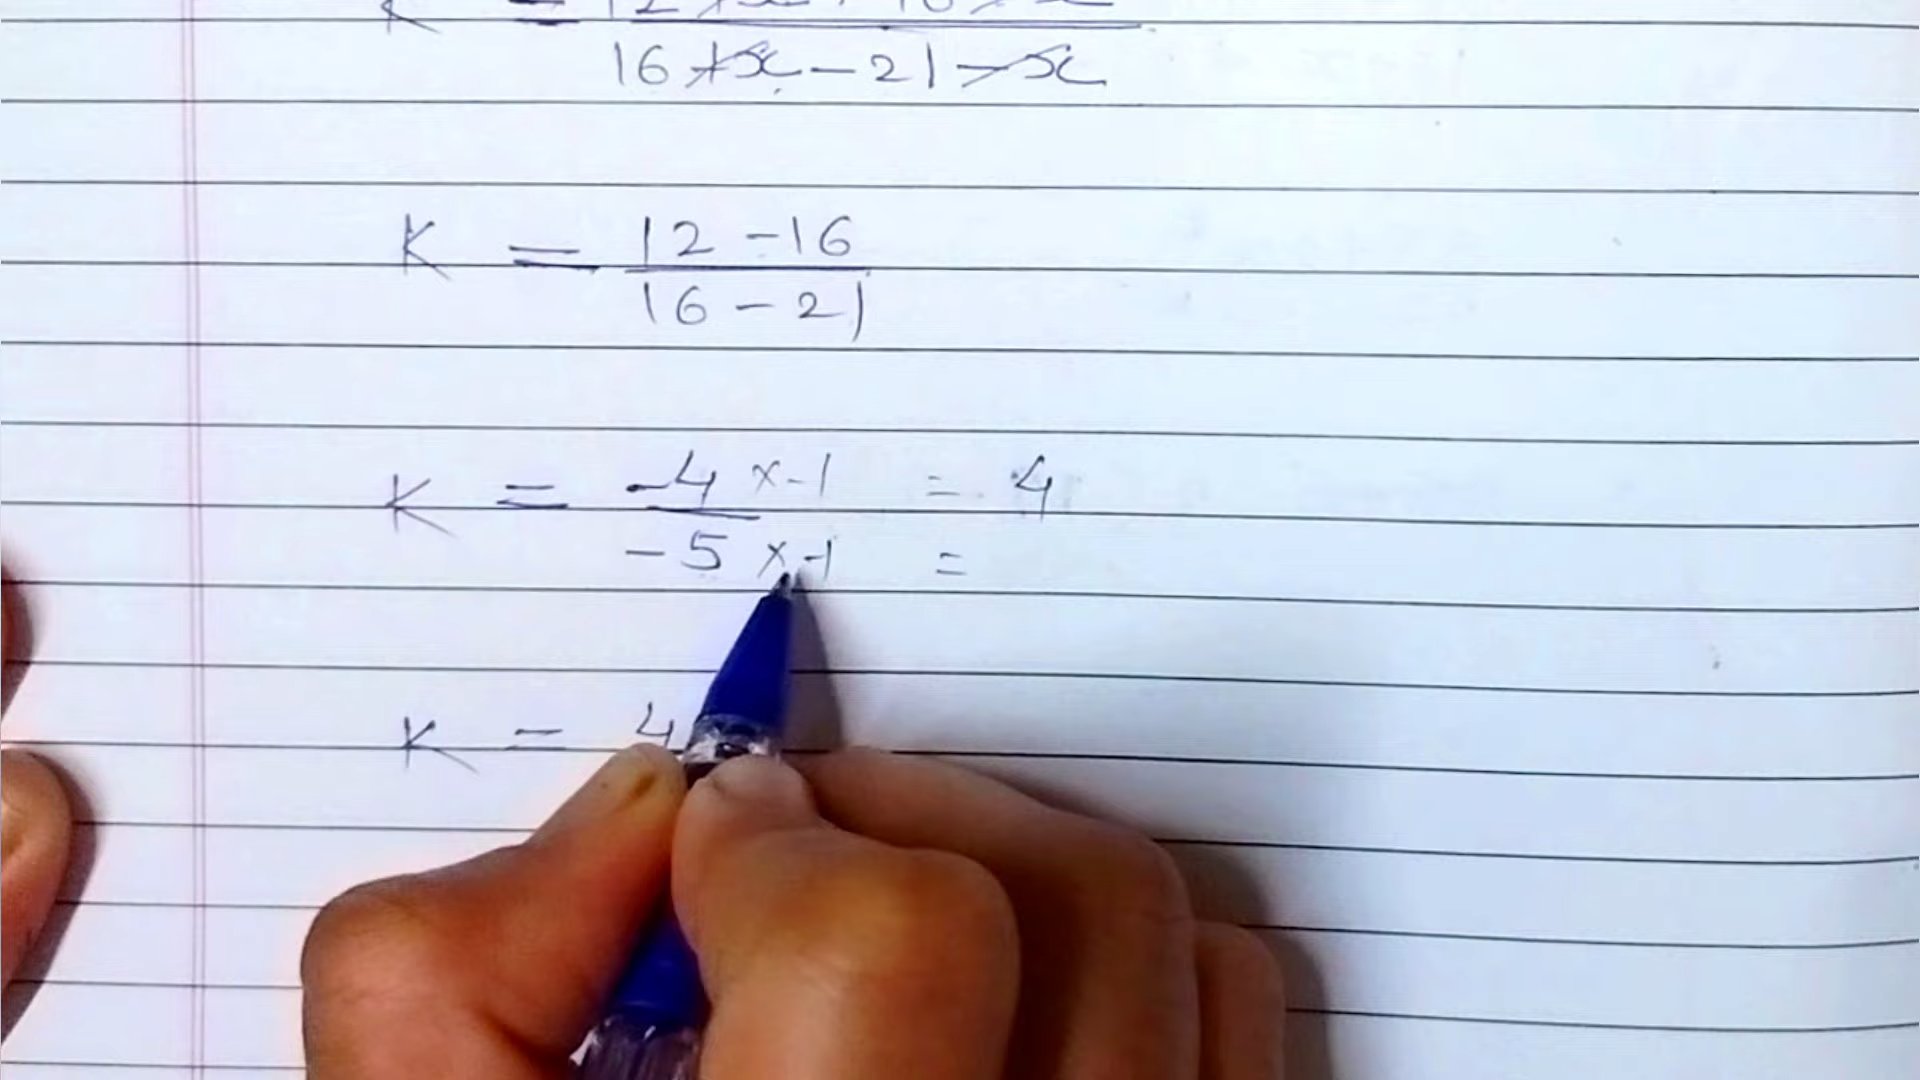 16+x-21-x
K = 12-16
16-21
K = -4 x-1 = 4
-5 x-1 =
K = 4